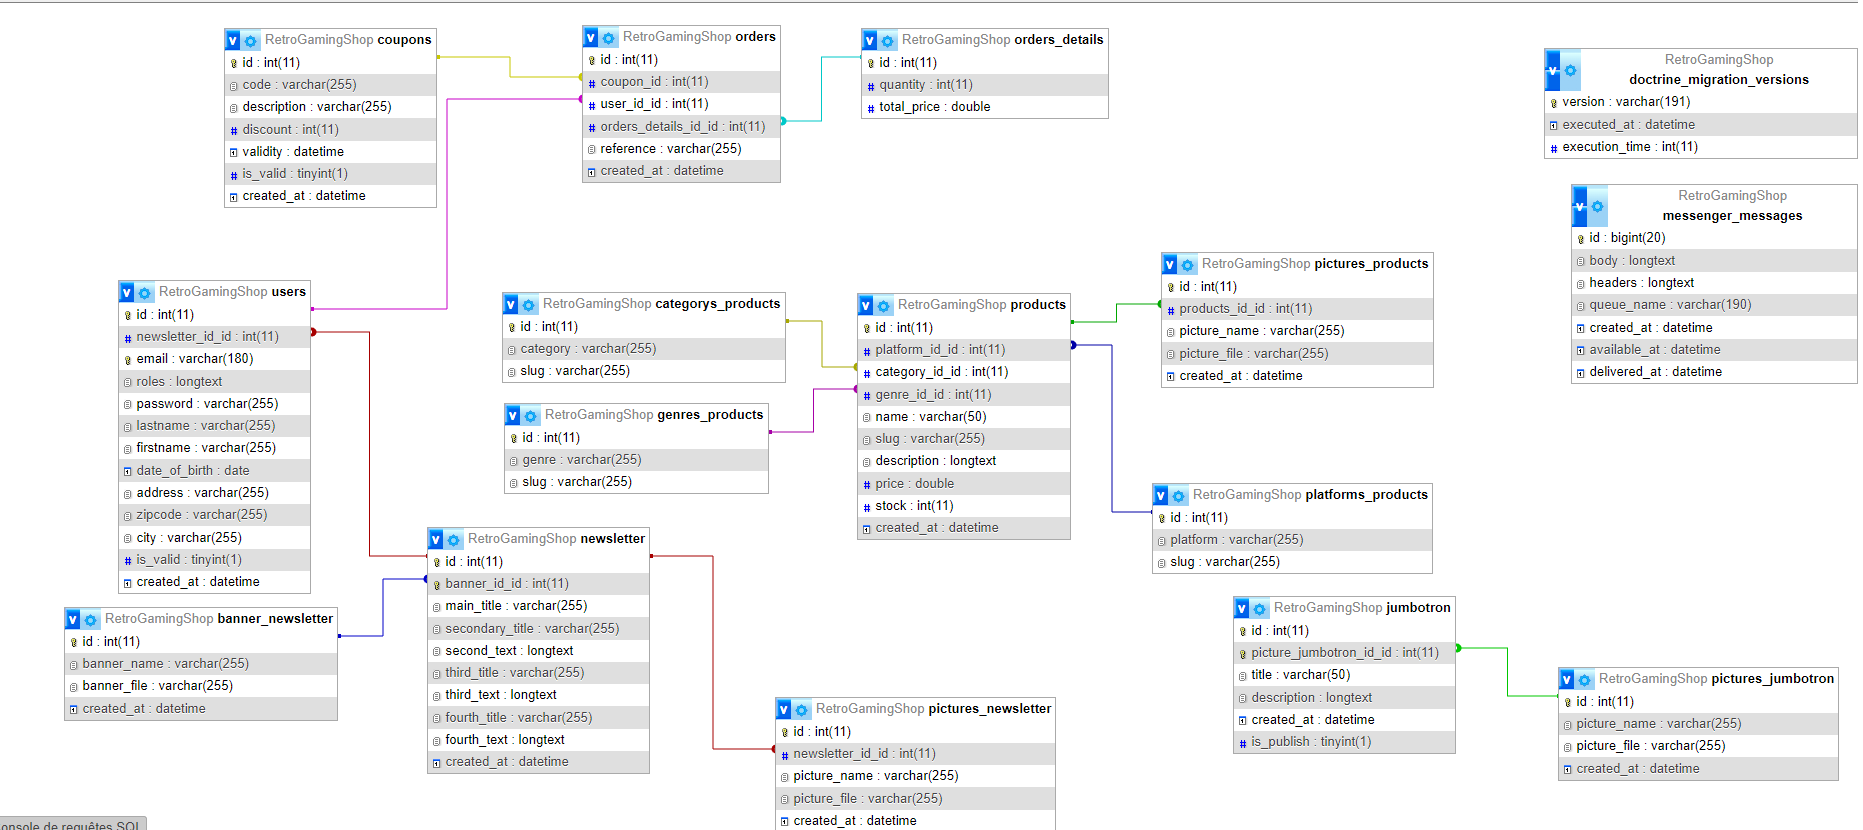 RetroGamingShop coupons
id : int(11)
code : varchar(255)
description : varchar(255)
discount : int(11)
validity : datetime
is_valid : tinyint(1)
created_at : datetime
RetroGamingShop orders
id : int(11)
coupon_id : int(11)
user_id_id : int(11)
orders_details_id_id : int(11)
reference : varchar(255)
created_at : datetime
RetroGamingShop orders_details
id : int(11)
quantity : int(11)
total_price : double
RetroGamingShop
doctrine_migration_versions
version : varchar(191)
executed_at : datetime
execution_time : int(11)
RetroGamingShop
messenger_messages
id : bigint(20)
body : longtext
headers : longtext
queue_name : varchar(190)
created_at : datetime
available_at : datetime
delivered_at : datetime
RetroGamingShop users
id : int(11)
newsletter_id_id : int(11)
email : varchar(180)
roles : longtext
password : varchar(255)
lastname : varchar(255)
firstname : varchar(255)
date_of_birth : date
address : varchar(255)
zipcode : varchar(255)
city : varchar(255)
is_valid : tinyint(1)
created_at : datetime
RetroGamingShop categorys_products
id : int(11)
category : varchar(255)
slug : varchar(255)
RetroGamingShop genres_products
id : int(11)
genre : varchar(255)
slug : varchar(255)
RetroGamingShop products
id : int(11)
platform_id_id : int(11)
category_id_id : int(11)
genre_id_id : int(11)
name : varchar(50)
slug : varchar(255)
description : longtext
price : double
stock : int(11)
created_at : datetime
RetroGamingShop pictures_products
id : int(11)
products_id_id : int(11)
picture_name : varchar(255)
picture_file : varchar(255)
created_at : datetime
RetroGamingShop platforms_products
id : int(11)
platform : varchar(255)
slug : varchar(255)
RetroGamingShop banner_newsletter
id : int(11)
banner_name : varchar(255)
banner_file : varchar(255)
created_at : datetime
RetroGamingShop newsletter
id : int(11)
banner_id_id : int(11)
main_title : varchar(255)
secondary_title : varchar(255)
second_text : longtext
third_title : varchar(255)
third_text : longtext
fourth_title : varchar(255)
fourth_text : longtext
created_at : datetime
RetroGamingShop pictures_newsletter
id : int(11)
newsletter_id_id : int(11)
picture_name : varchar(255)
picture_file : varchar(255)
created_at : datetime
RetroGamingShop jumbotron
id : int(11)
picture_jumbotron_id_id : int(11)
title : varchar(50)
description : longtext
created_at : datetime
is_publish : tinyint(1)
RetroGamingShop pictures_jumbotron
id : int(11)
picture_name : varchar(255)
picture_file : varchar(255)
created_at : datetime
onsole de requêtes SQL